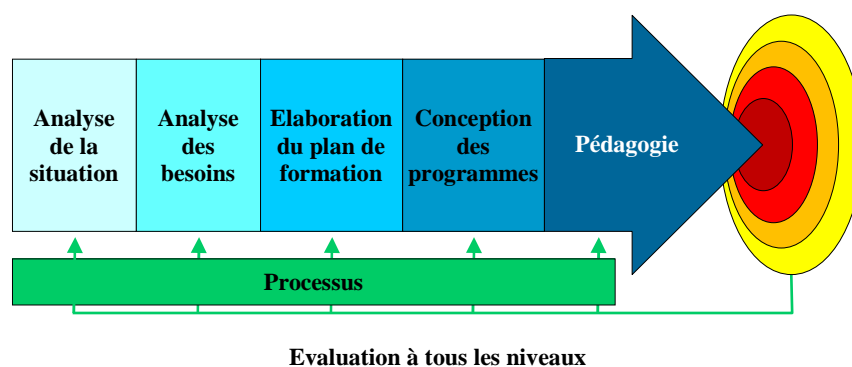 Analyse
de la
situation
Analyse
des
besoins
Elaboration
du plan de
formation
Conception
des
programmes
Pédagogie
Processus
Evaluation à tous les niveaux